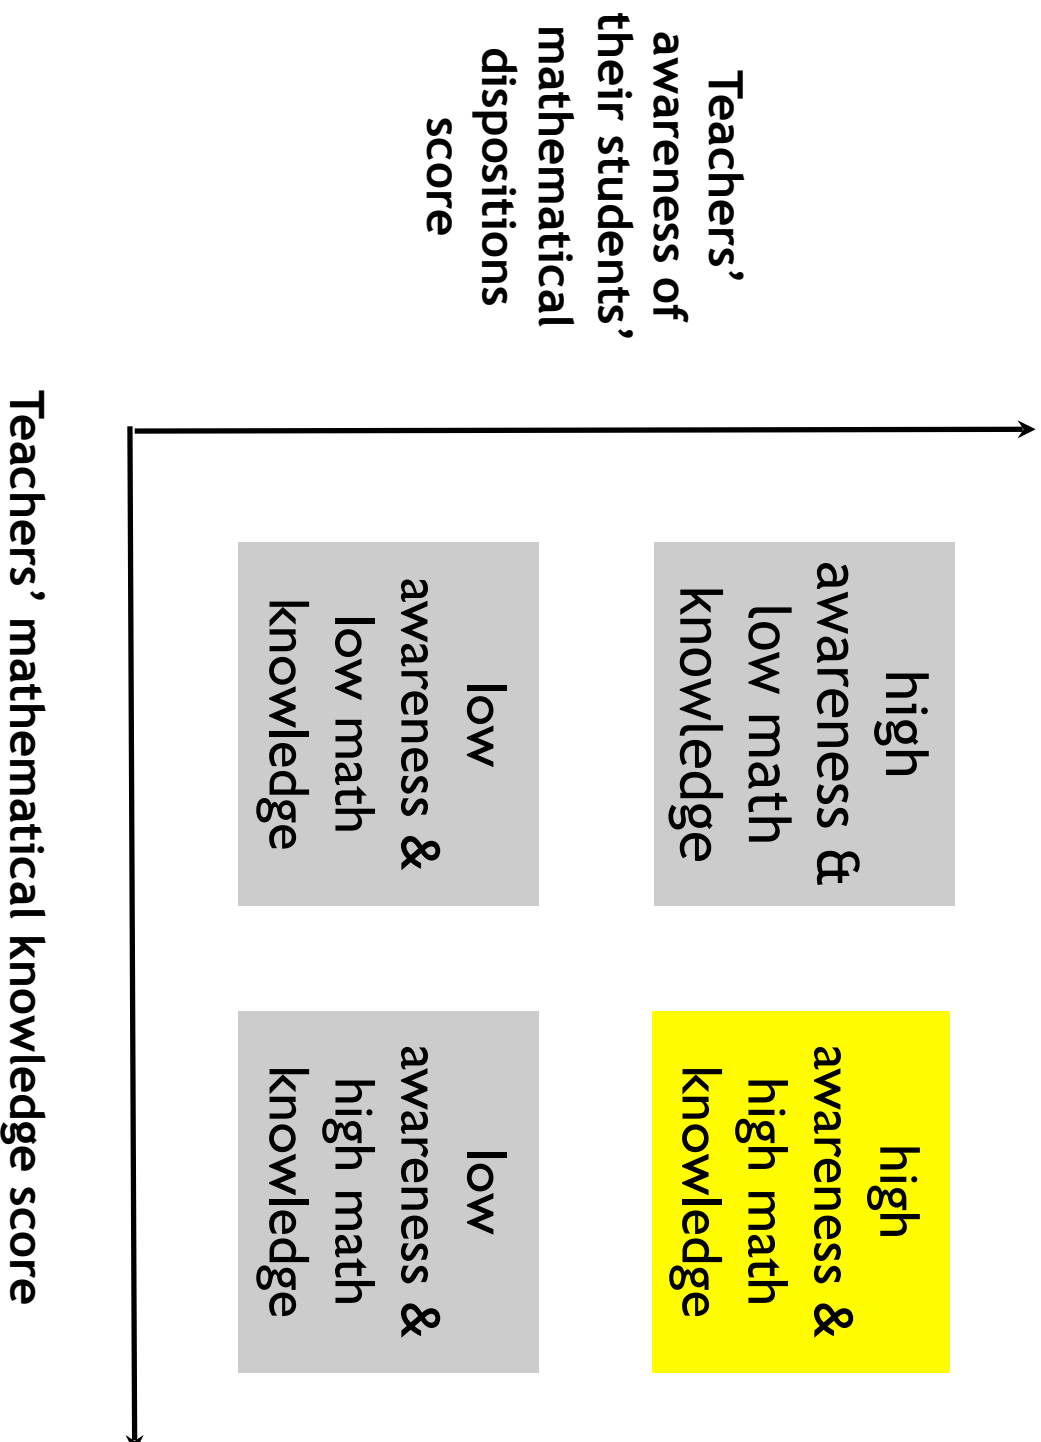 Teachers’
awareness of
their students’
mathematical
dispositions
score
high
awareness &
low math
knowledge
high
awareness &
high math
knowledge
low
awareness &
low math
knowledge
low
awareness &
high math
knowledge
Teachers’ mathematical knowledge score